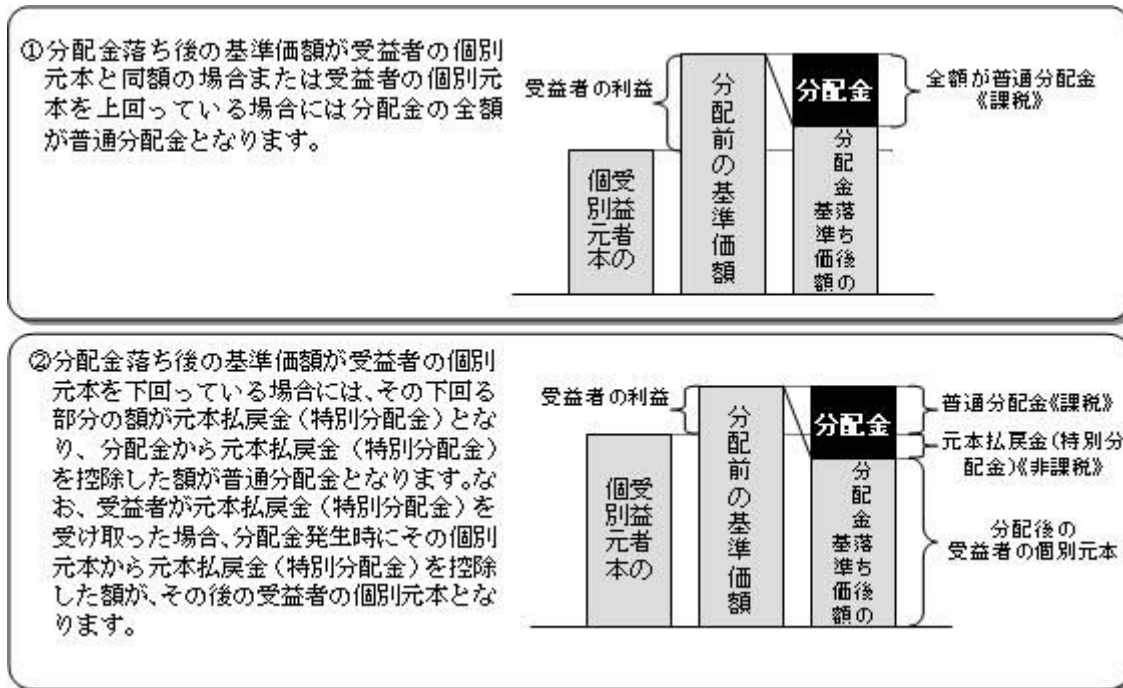 ①分配金落ち後の基準価額が受益者の個別
元本と同額の場合または受益者の個別元
本を上回っている場合には分配金の全額
が普通分配金となります。
受益者の利益
受益者の
個別元本
分配前の基準価額
分配金
分配金落ち後の
基準価額
全額が普通分配金
《課税》
②分配金落ち後の基準価額が受益者の個別
元本を下回っている場合には、その下回る
部分の額が元本払戻金（特別分配金）とな
り、分配金から元本払戻金（特別分配金）
を控除した額が普通分配金となります。な
お、受益者が元本払戻金（特別分配金）を
受け取った場合、分配金発生時にその個別
元本から元本払戻金（特別分配金）を控除
した額が、その後の受益者の個別元本とな
ります。
受益者の利益
受益者の
個別元本
分配前の基準価額
分配金
分配金落ち後の
基準価額
普通分配金《課税》
元本払戻金（特別分
配金）《非課税》
分配後の
受益者の個別元本